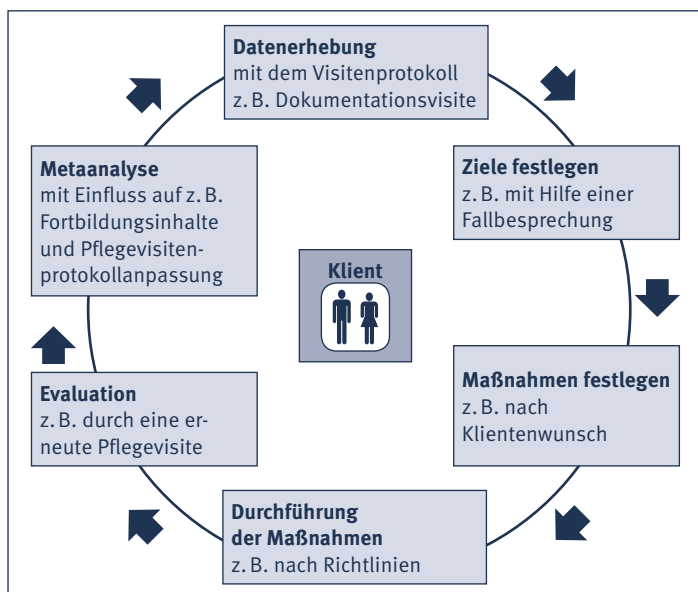 Datenerhebung
mit dem Visitenprotokoll
z. B. Dokumentationsvisite
Ziele festlegen
z. B. mit Hilfe einer
Fallbesprechung
Maßnahmen festlegen
z. B. nach
Klientenwunsch
Durchführung
der Maßnahmen
z. B. nach Richtlinien
Evaluation
z. B. durch eine er-
neute Pflegevisite
Metaanalyse
mit Einfluss auf z. B.
Fortbildungsinhalte
und Pflegevisiten-
protokollanpassung
Klient